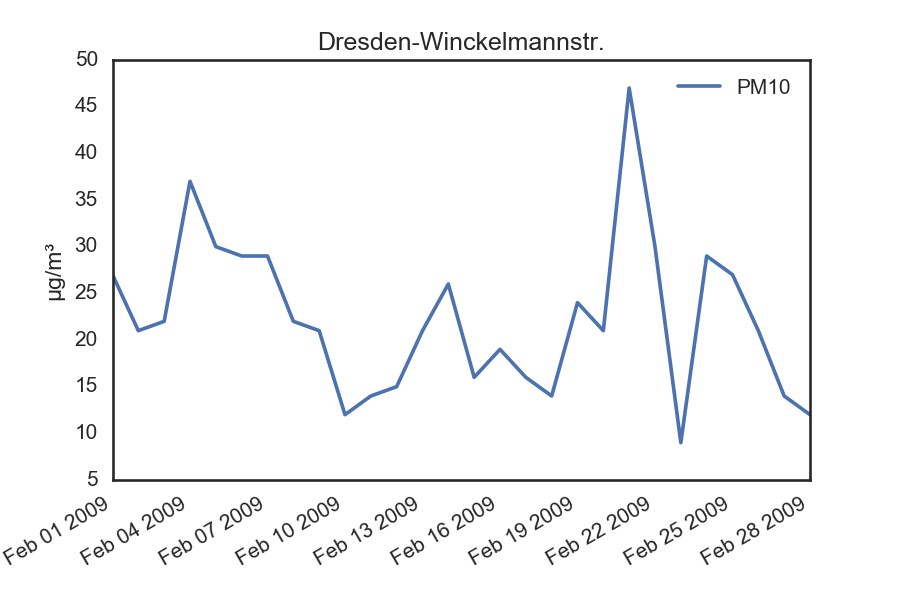 Dresden-Winckelmannstr.
50
45
40
35
30
25
20
15
10
5
µg/m³
PM10
Feb 01 2009
Feb 04 2009
Feb 07 2009
Feb 10 2009
Feb 13 2009
Feb 16 2009
Feb 19 2009
Feb 22 2009
Feb 25 2009
Feb 28 2009